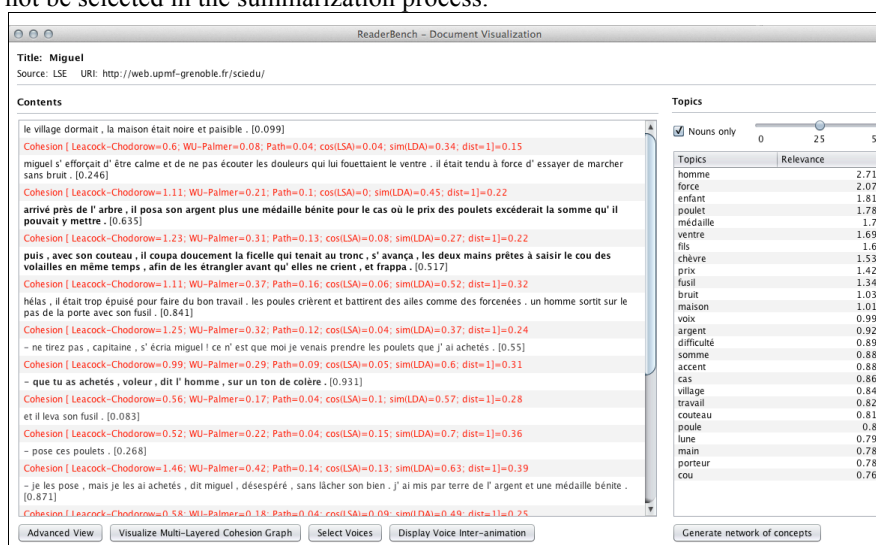 not be selected in the summarization process.
ReaderBench – Document Visualization
Title: Miguel
Source: LSE URI: http://web.upmf-grenoble.fr/sciedu/
Contents
le village dormait , la maison était noire et paisible . [0.099]
Cohesion [ Leacock-Chodorow=0.6; WU-Palmer=0.08; Path=0.04; cos(LSA)=0.04; sim(LDA)=0.34; dist=1]=0.15
miguel s' efforçait d' être calme et de ne pas écouter les douleurs qui lui fouettaient le ventre . il était tendu à force d' essayer de marcher
sans bruit . [0.246]
Cohesion [ Leacock-Chodorow=1.11; WU-Palmer=0.21; Path=0.1; cos(LSA)=0; sim(LDA)=0.45; dist=1]=0.22
arrivé près de l' arbre , il posa son argent plus une médaille bénite pour le cas où le prix des poulets excéderait la somme qu' il
pouvait y mettre . [0.635]
Cohesion [ Leacock-Chodorow=1.23; WU-Palmer=0.31; Path=0.13; cos(LSA)=0.08; sim(LDA)=0.27; dist=1]=0.22
puis , avec son couteau , il coupa doucement la ficelle qui tenait au tronc , s' avança , les deux mains prêtes à saisir le cou des
volailles en même temps , afin de les étrangler avant qu' elles ne crient , et frappa . [0.517]
Cohesion [ Leacock-Chodorow=1.11; WU-Palmer=0.37; Path=0.16; cos(LSA)=0.06; sim(LDA)=0.52; dist=1]=0.32
hélas , il était trop épuisé pour faire du bon travail . les poules crièrent et battirent des ailes comme des forcenées . un homme sortit sur le
pas de la porte avec son fusil . [0.841]
Cohesion [ Leacock-Chodorow=1.25; WU-Palmer=0.32; Path=0.12; cos(LSA)=0.04; sim(LDA)=0.37; dist=1]=0.24
– ne tirez pas , capitaine , s' écria miguel ! ce n' est que moi je venais prendre les poulets que j' ai achetés . [0.55]
Cohesion [ Leacock-Chodorow=0.99; WU-Palmer=0.29; Path=0.09; cos(LSA)=0.05; sim(LDA)=0.6; dist=1]=0.31
– que tu as achetés , voleur , dit l' homme , sur un ton de colère . [0.931]
Cohesion [ Leacock-Chodorow=0.56; WU-Palmer=0.17; Path=0.04; cos(LSA)=0.1; sim(LDA)=0.57; dist=1]=0.28
et il leva son fusil . [0.083]
Cohesion [ Leacock-Chodorow=0.52; WU-Palmer=0.22; Path=0.04; cos(LSA)=0.15; sim(LDA)=0.7; dist=1]=0.36
– pose ces poulets . [0.268]
Cohesion [ Leacock-Chodorow=1.46; WU-Palmer=0.42; Path=0.14; cos(LSA)=0.13; sim(LDA)=0.63; dist=1]=0.39
– je les pose , mais je les ai achetés , dit miguel , désespéré , sans lâcher son bien . j' ai mis par terre de l' argent et une médaille bénite .
[0.871]
Cohesion [ Leacock-Chodorow=0.58; WU-Palmer=0.18; Path=0.04; cos(LSA)=0.09; sim(LDA)=0.49; dist=1]=0.25
Advanced View
Visualize Multi-Layered Cohesion Graph
Select Voices
Display Voice Inter-animation
Topics
Nouns only
0 25 5
Topics Relevance
homme 2.71
force 2.07
enfant 1.81
poulet 1.78
médaille 1.7
ventre 1.69
fils 1.6
chèvre 1.53
prix 1.42
fusil 1.34
bruit 1.03
maison 1.01
voix 0.99
argent 0.92
difficulté 0.89
somme 0.88
accent 0.88
cas 0.86
village 0.84
travail 0.82
couteau 0.81
poule 0.8
lune 0.79
main 0.78
porteur 0.78
cou 0.76
Generate network of concepts